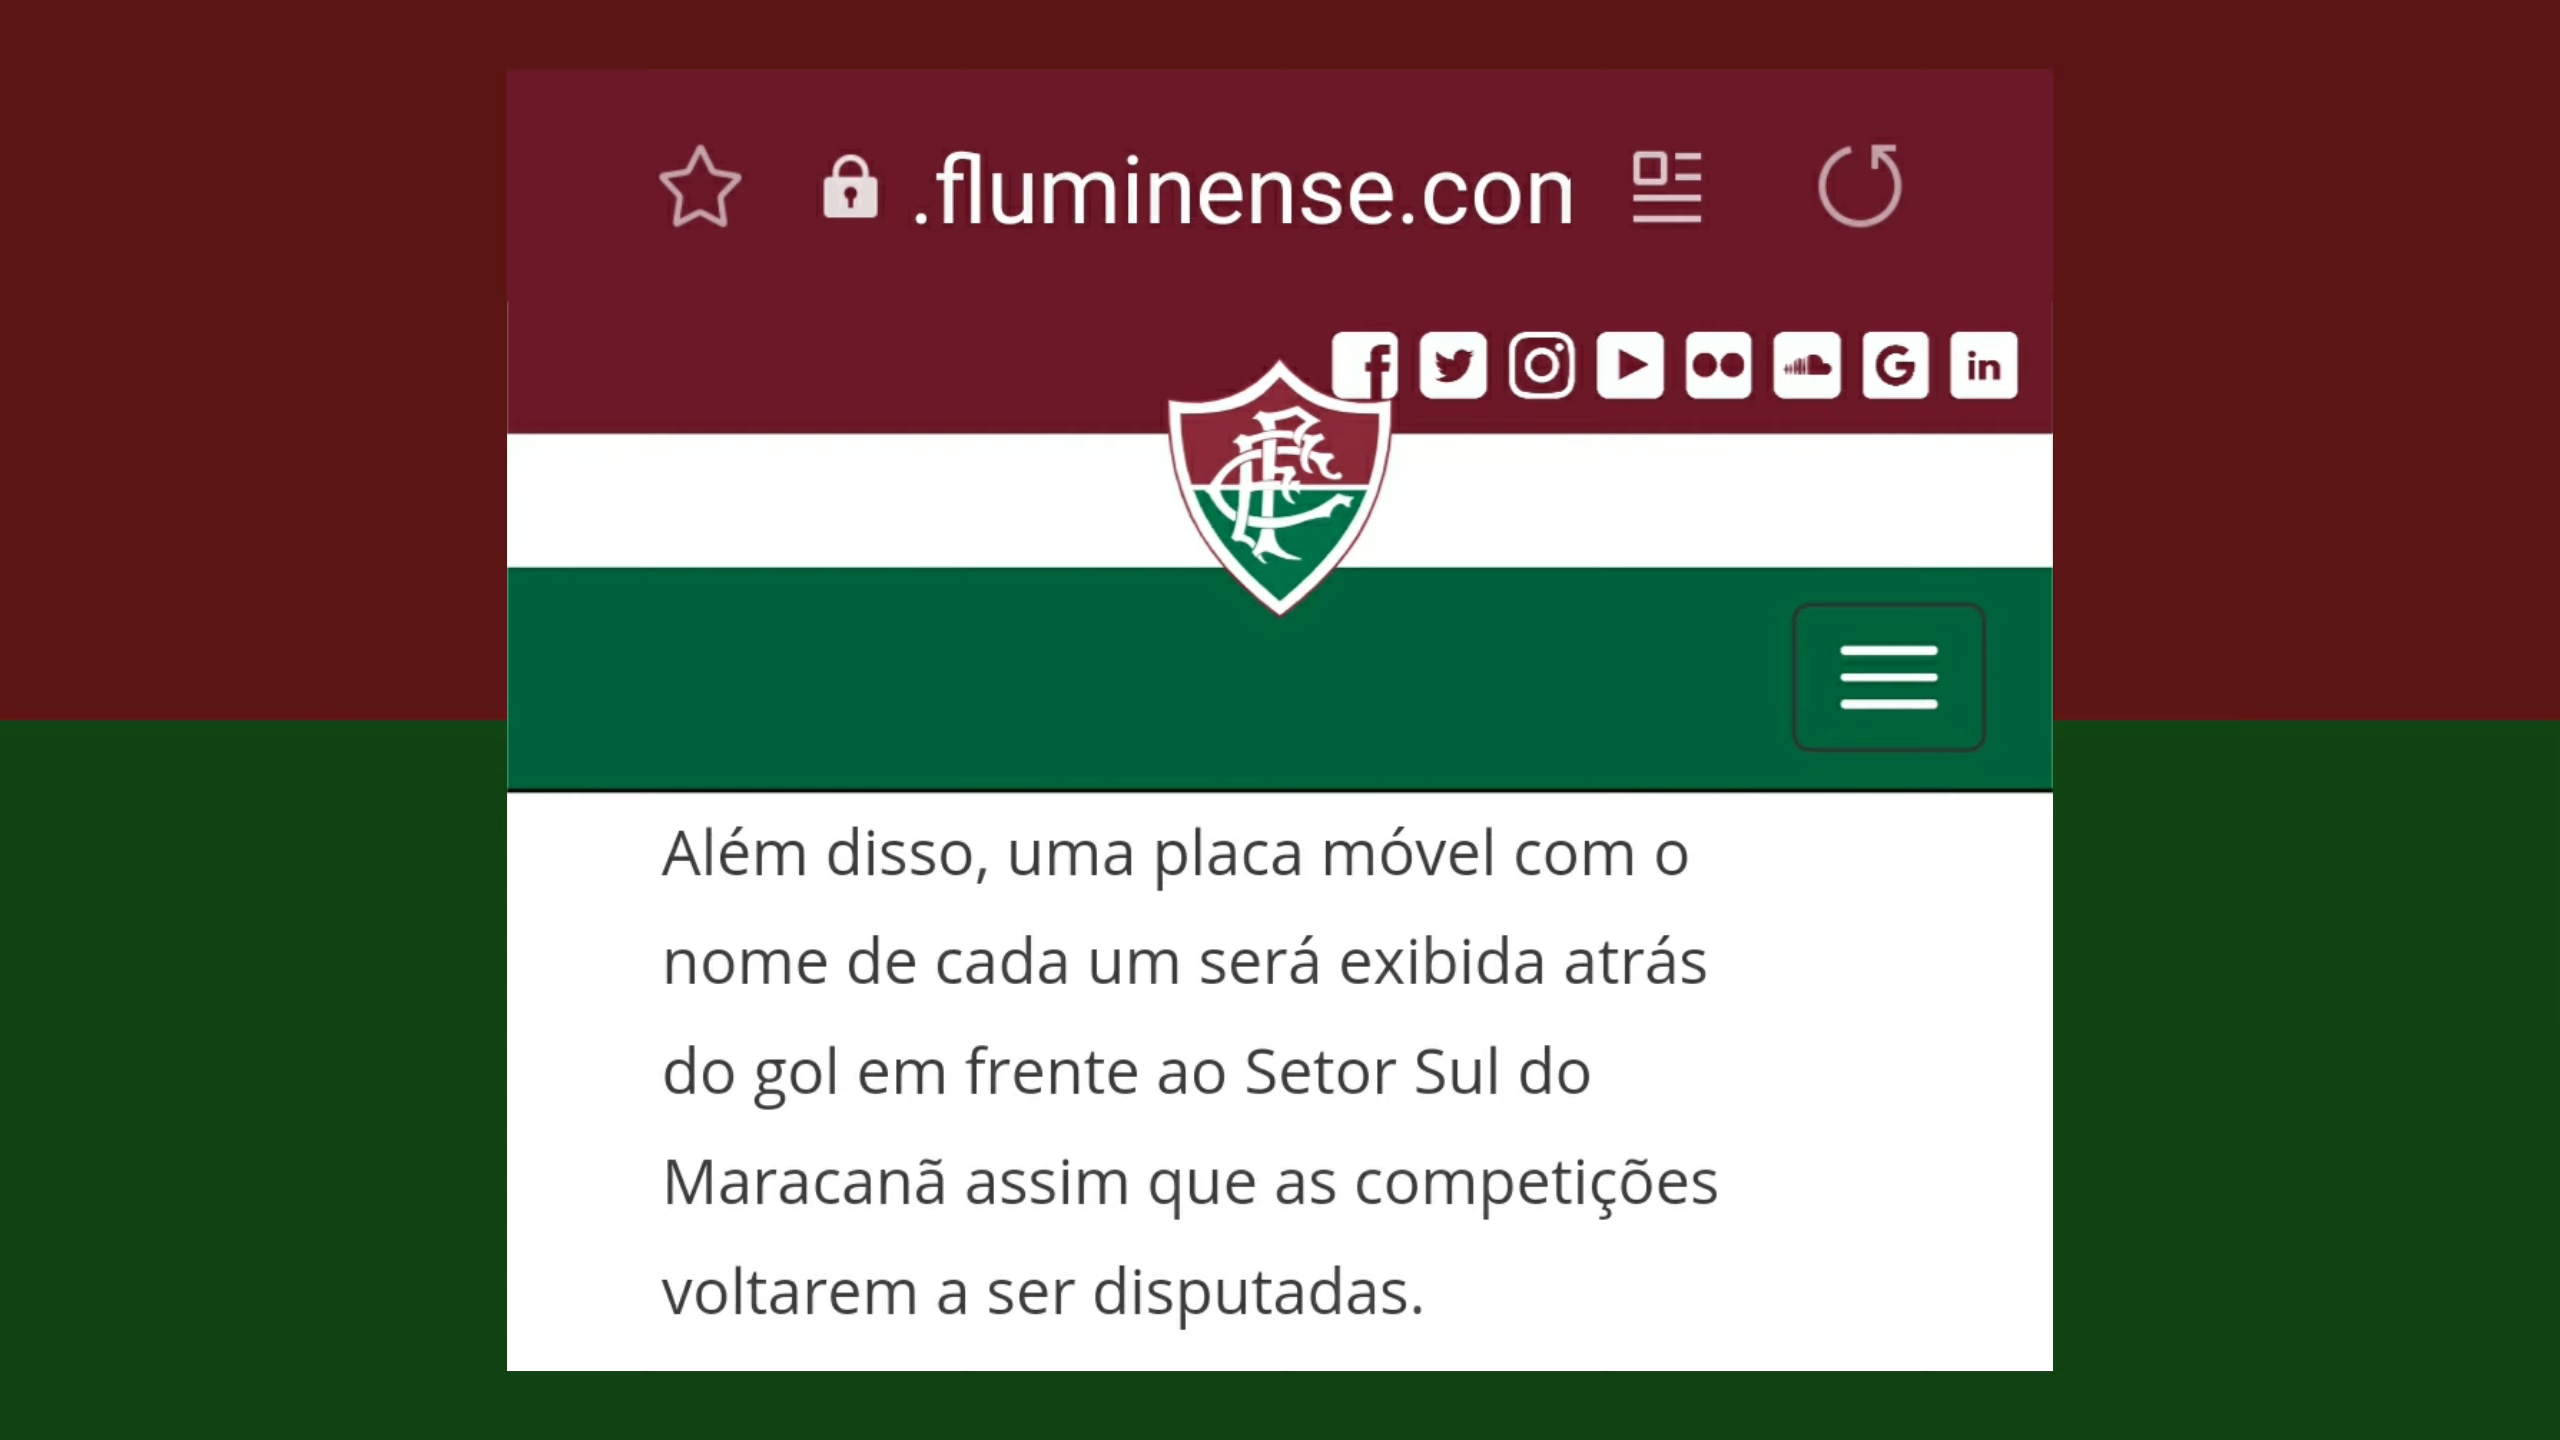 .fluminense.con
Além disso, uma placa móvel com o
nome de cada um será exibida atrás
do gol em frente ao Setor Sul do
Maracanã assim que as competições
voltarem a ser disputadas.